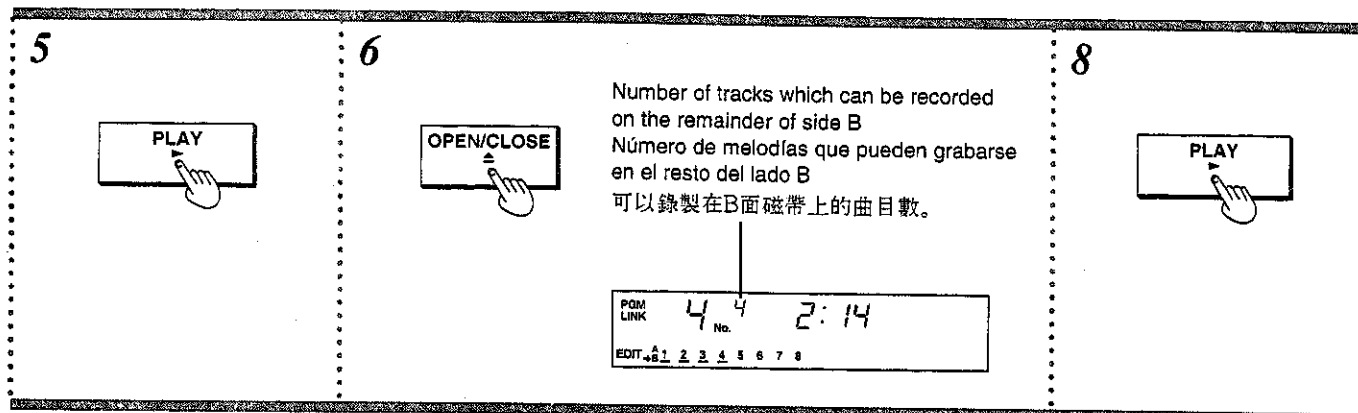 5
PLAY
6
OPEN/CLOSE
Number of tracks which can be recorded
on the remainder of side B
Número de melodías que pueden grabarse
en el resto del lado B
可以錄製在B面磁帶上的曲目數。
PGM
LINK
4 No. 4 2:14
EDIT→A
B 1 2 3 4 5 6 7 8
8
PLAY